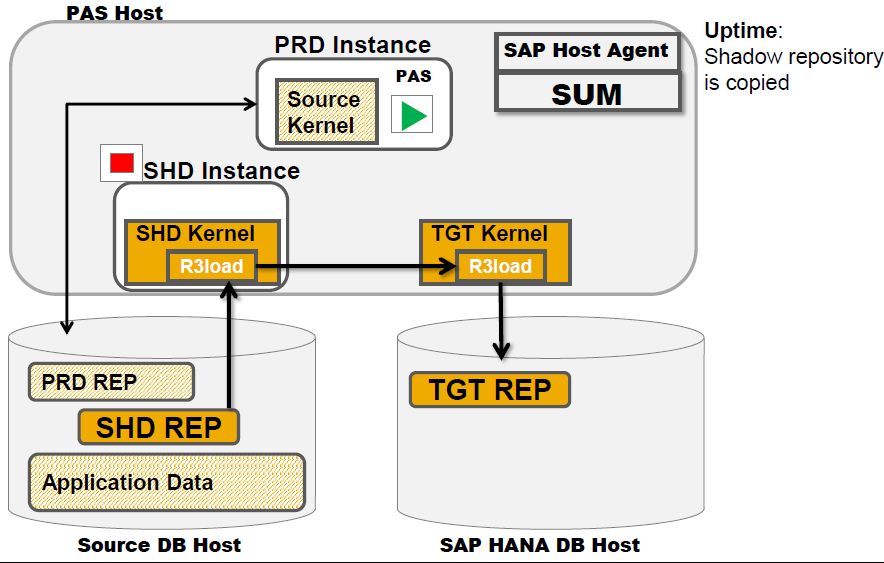 PAS Host
PRD Instance
PAS
Source
Kernel
SAP Host Agent
SUM
Uptime:
Shadow repository
is copied
SHD Instance
SHD Kernel
R3load
TGT Kernel
R3load
PRD REP
SHD REP
Application Data
TGT REP
Source DB Host
SAP HANA DB Host